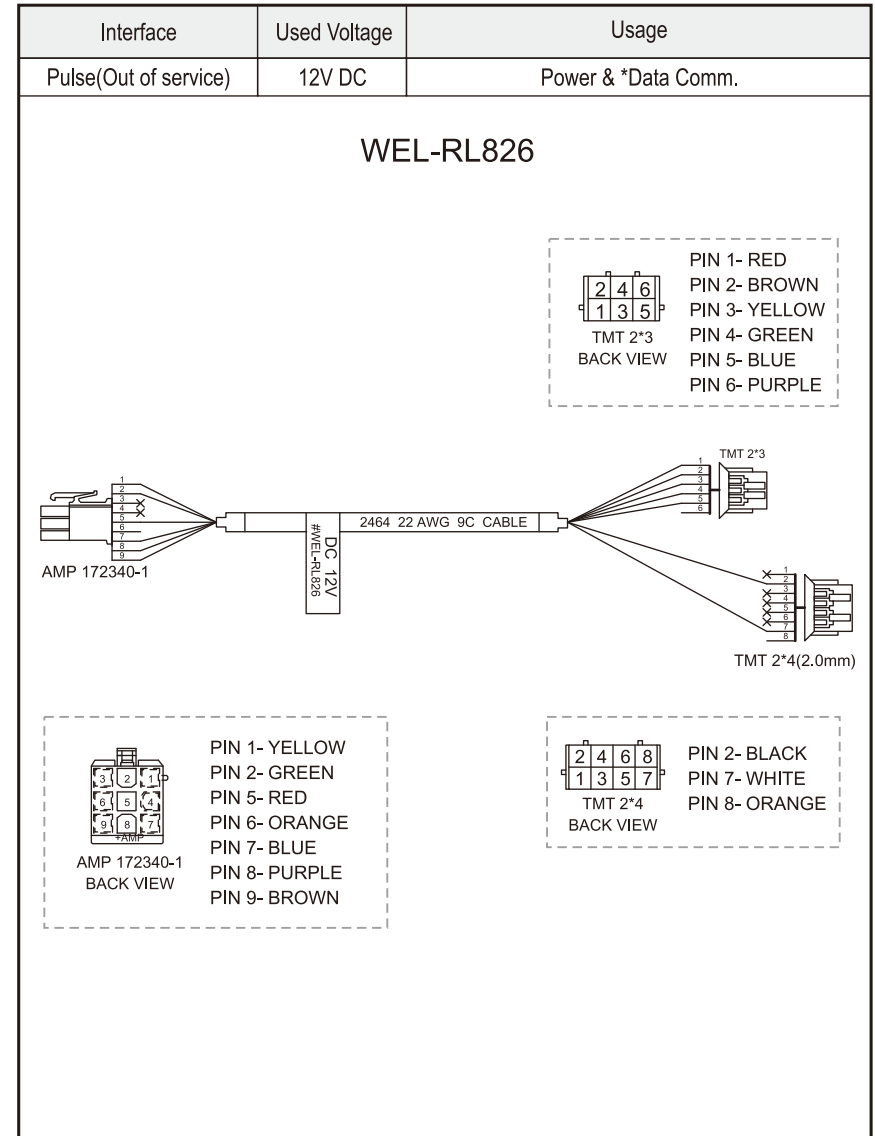 Interface Used Voltage Usage
Pulse(Out of service) 12V DC Power & *Data Comm.
WEL-RL826
2 4 6
1 3 5
TMT 2*3
BACK VIEW
PIN 1- RED
PIN 2- BROWN
PIN 3- YELLOW
PIN 4- GREEN
PIN 5- BLUE
PIN 6- PURPLE
1
2
3
4
5
6
7
8
9
AMP 172340-1
DC 12V
#WEL-RL826
2464 22 AWG 9C CABLE
1
2
3
4
5
6
TMT 2*3
1
2
3
4
5
6
7
8
TMT 2*4(2.0mm)
3 2 1
6 5 4
9 8 7
+AMP
AMP 172340-1
BACK VIEW
PIN 1- YELLOW
PIN 2- GREEN
PIN 5- RED
PIN 6- ORANGE
PIN 7- BLUE
PIN 8- PURPLE
PIN 9- BROWN
2 4 6 8
1 3 5 7
TMT 2*4
BACK VIEW
PIN 2- BLACK
PIN 7- WHITE
PIN 8- ORANGE